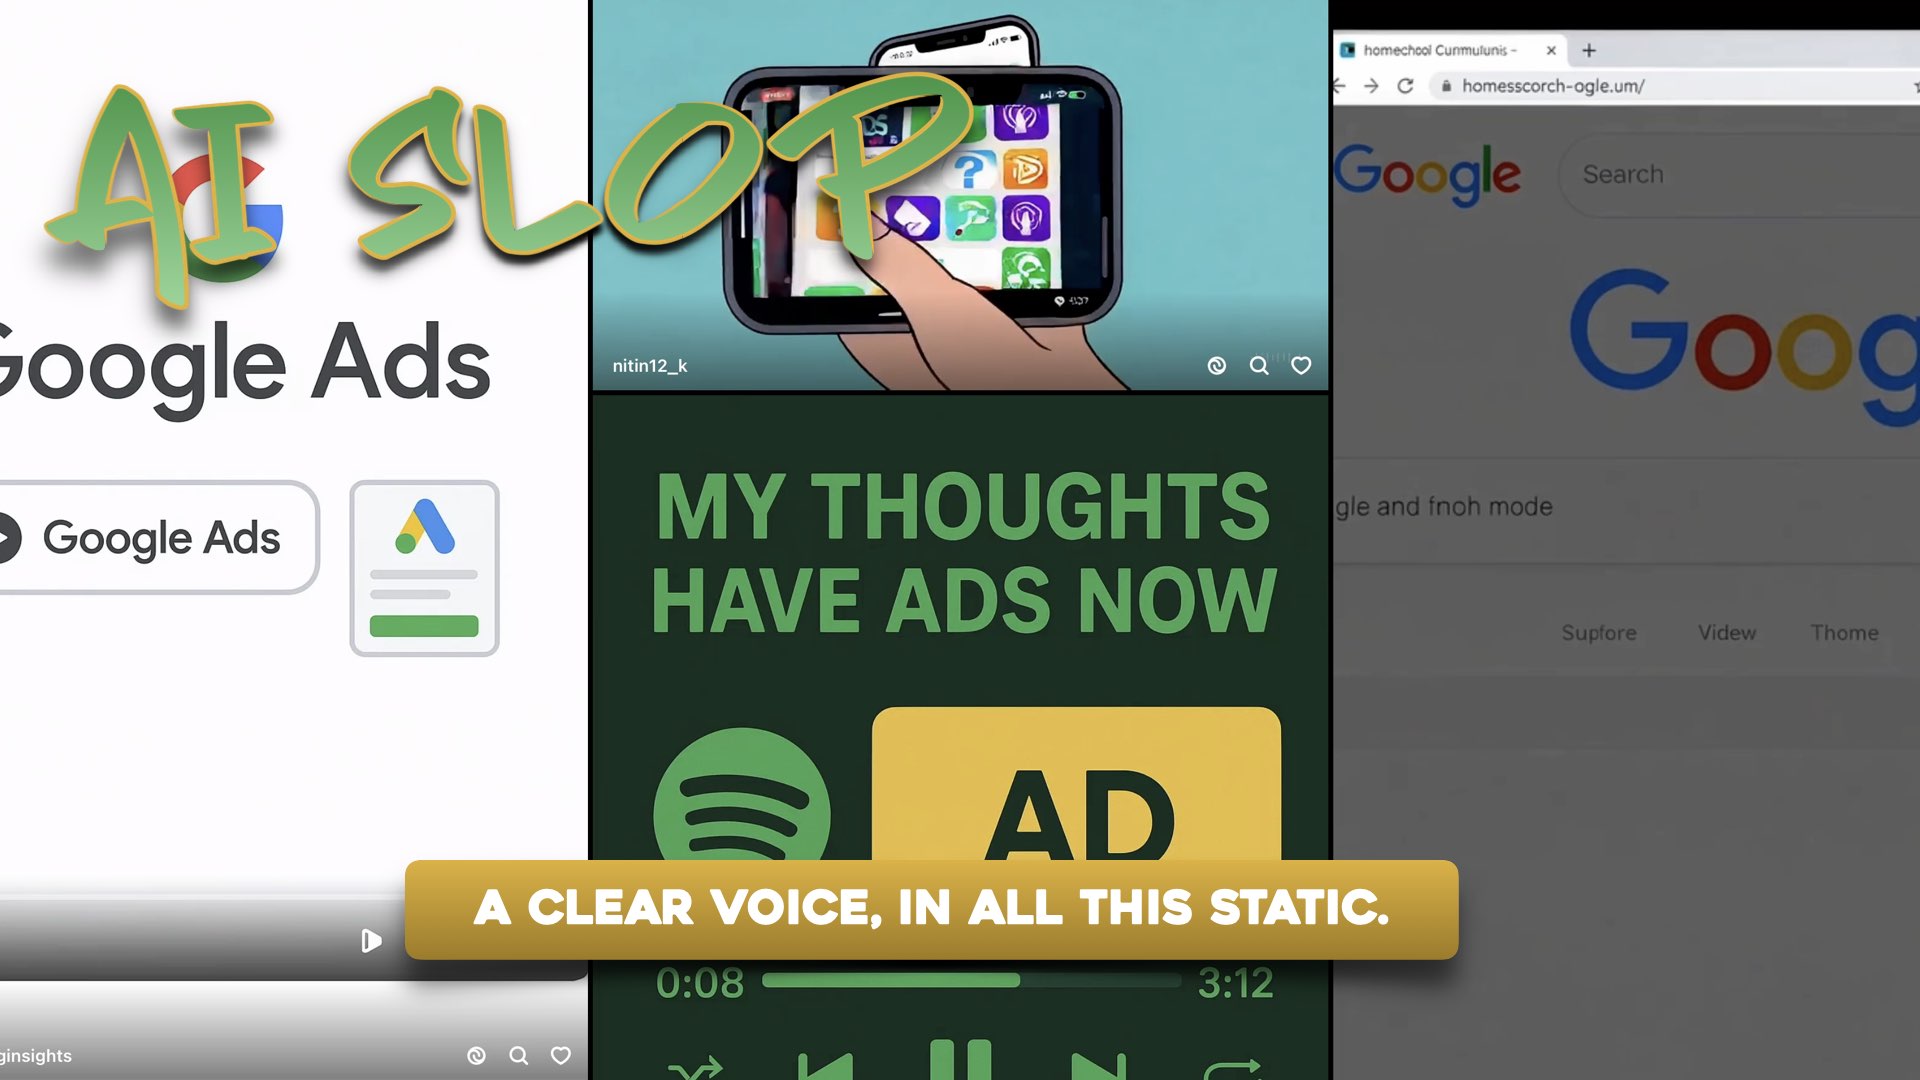 AI SLOP
Google Ads
Google Ads
ginsights
nitin12_k
MY THOUGHTS
HAVE ADS NOW
AD
A CLEAR VOICE, IN ALL THIS STATIC.
0:08
3:12
homechool Cunmulunis -
homesscorch-ogle.um/
Google
Search
Goog
gle and fnoh mode
Supfore Videw Thome